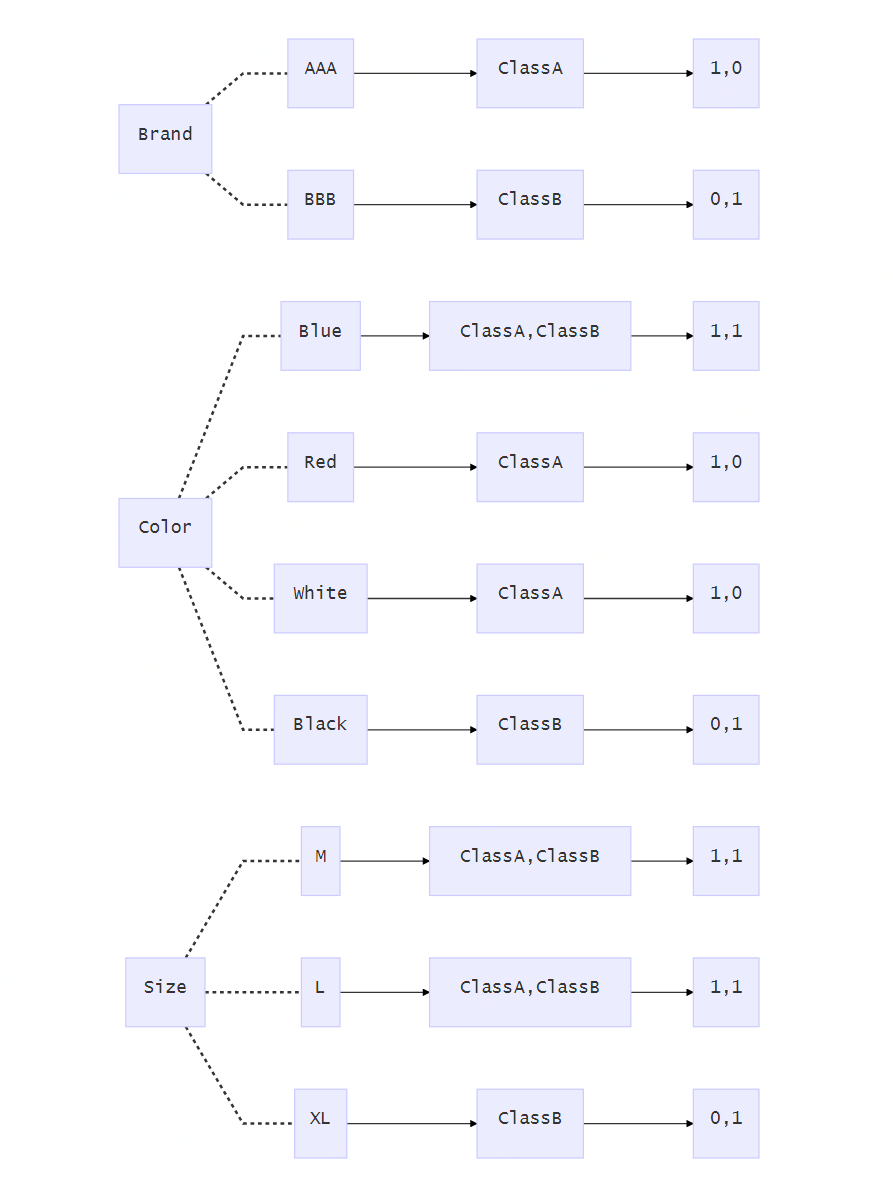 AAA ClassA 1,0
Brand
BBB ClassB 0,1
Blue ClassA,ClassB 1,1
Red ClassA 1,0
Color
White ClassA 1,0
Black ClassB 0,1
M ClassA,ClassB 1,1
Size L ClassA,ClassB 1,1
XL ClassB 0,1